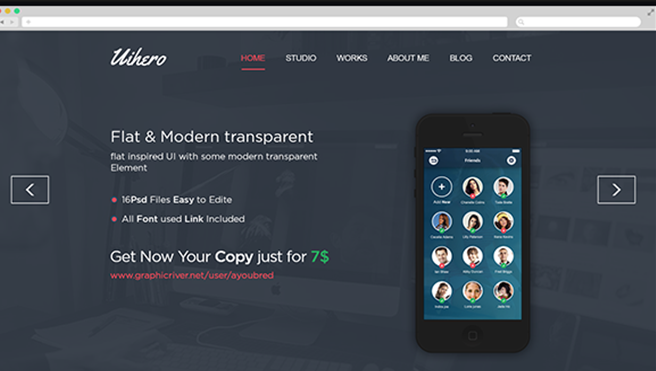 Uihero
HOME STUDIO WORKS ABOUT ME BLOG CONTACT
Flat & Modern transparent
flat inspired UI with some modern transparent
Element
16Psd Files Easy to Edite
All Font used Link Included
Get Now Your Copy just for 7$
www.graphicriver.net/user/ayoubred
Friends
Add New